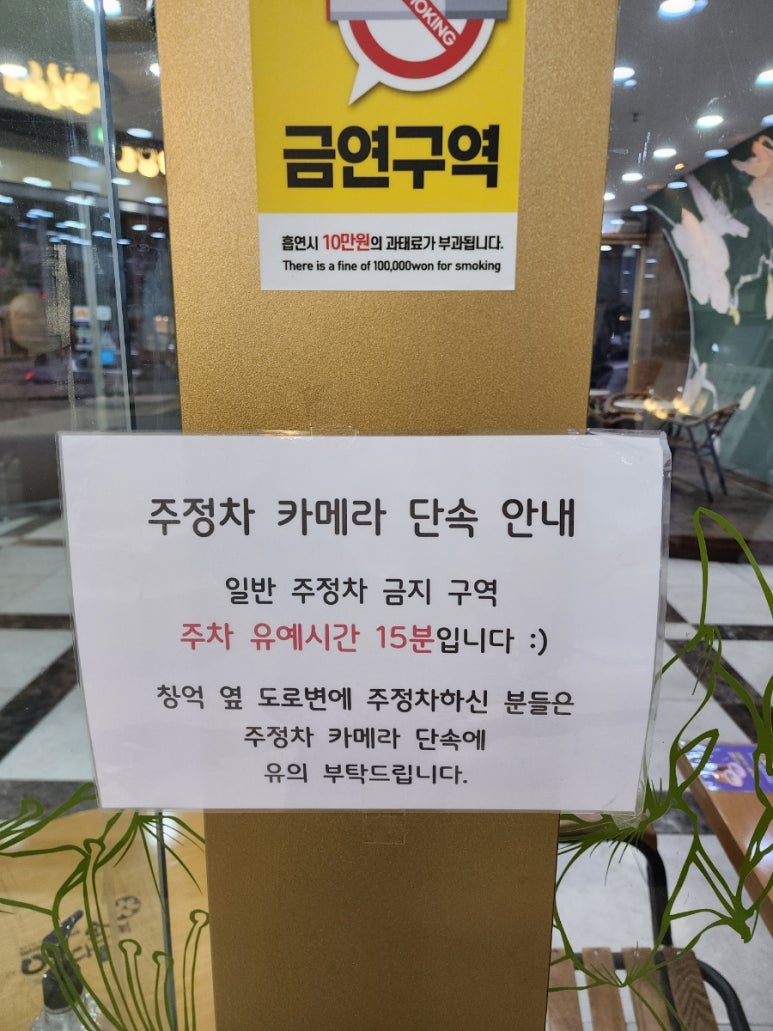 SMOKING
금연구역
흡연시 10만원의 과태료가 부과됩니다.
There is a fine of 100,000won for smoking
주정차 카메라 단속 안내
일반 주정차 금지 구역
주차 유예시간 15분입니다 :)
창억 옆 도로변에 주정차하신 분들은
주정차 카메라 단속에
유의 부탁드립니다.